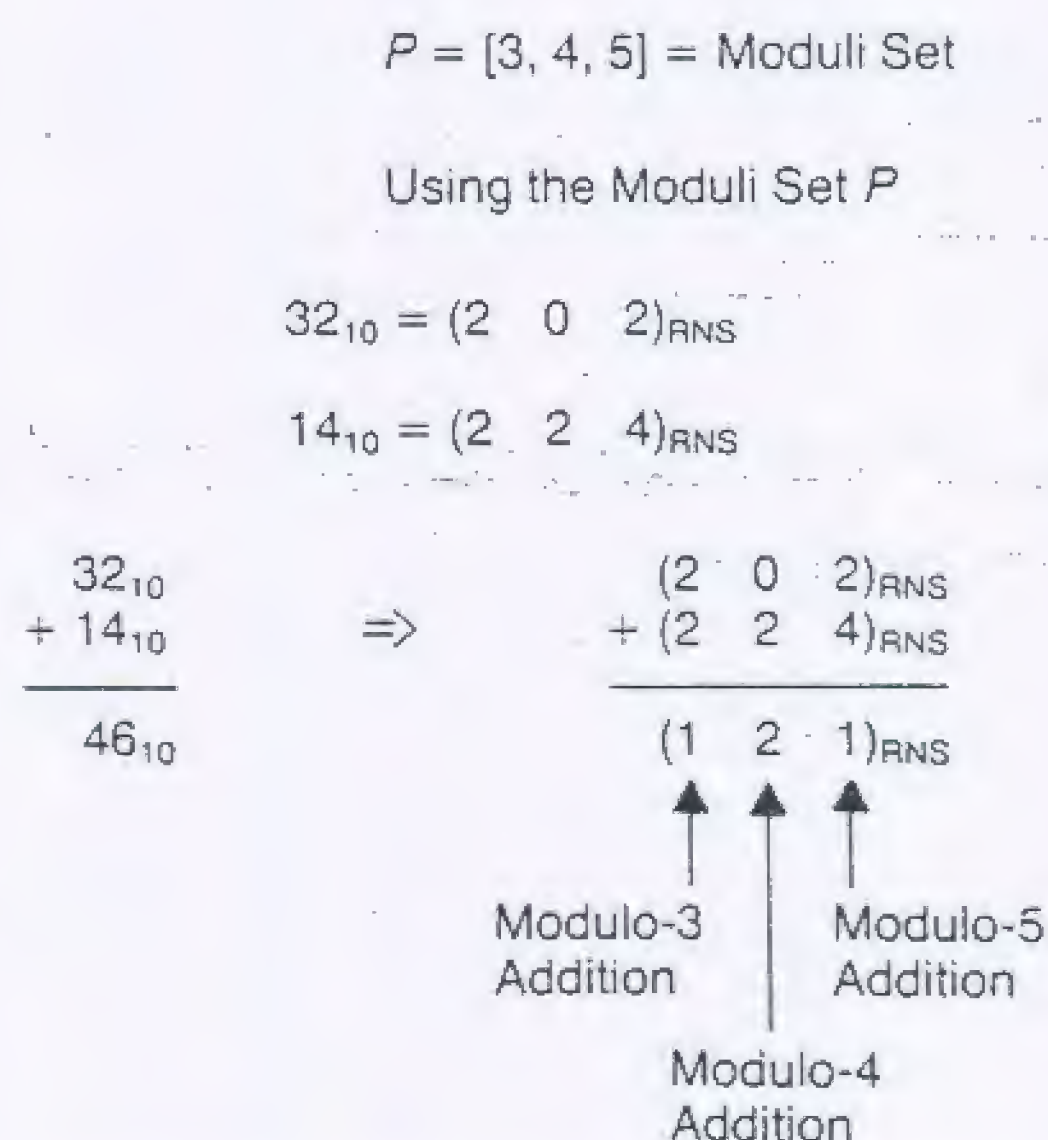 P = [3, 4, 5] = Moduli Set
Using the Moduli Set P
32₁₀ = (2 0 2)RNS
14₁₀ = (2 2 4)RNS
32₁₀ ⇒ (2 0 2)RNS
+ 14₁₀ + (2 2 4)RNS
46₁₀ (1 2 1)RNS
Modulo-3 Modulo-5
Addition Addition
Modulo-4
Addition